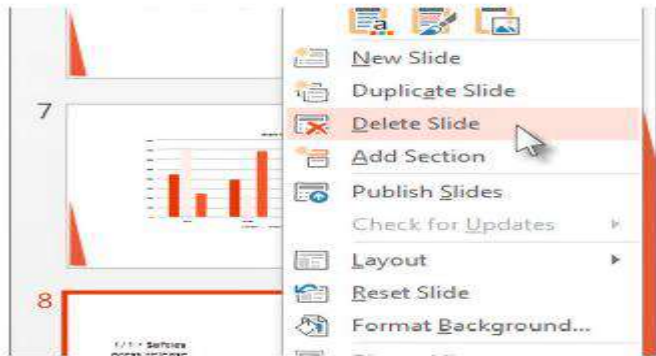 a
New Slide
Duplicate Slide
7
Delete Slide
Add Section
Publish Slides
Check for Updates
Layout
8
Reset Slide
Format Background...